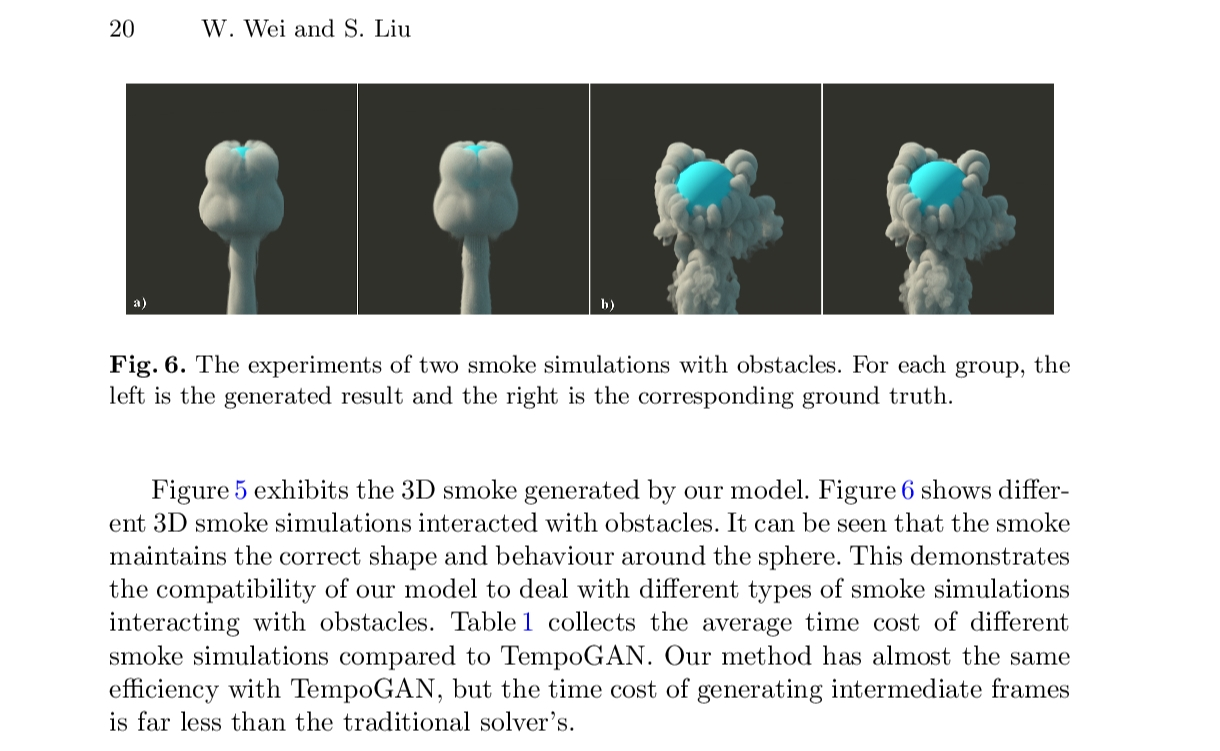 20 W. Wei and S. Liu
a)
b)
Fig. 6. The experiments of two smoke simulations with obstacles. For each group, the
left is the generated result and the right is the corresponding ground truth.
Figure 5 exhibits the 3D smoke generated by our model. Figure 6 shows differ-
ent 3D smoke simulations interacted with obstacles. It can be seen that the smoke
maintains the correct shape and behaviour around the sphere. This demonstrates
the compatibility of our model to deal with different types of smoke simulations
interacting with obstacles. Table 1 collects the average time cost of different
smoke simulations compared to TempoGAN. Our method has almost the same
efficiency with TempoGAN, but the time cost of generating intermediate frames
is far less than the traditional solver's.